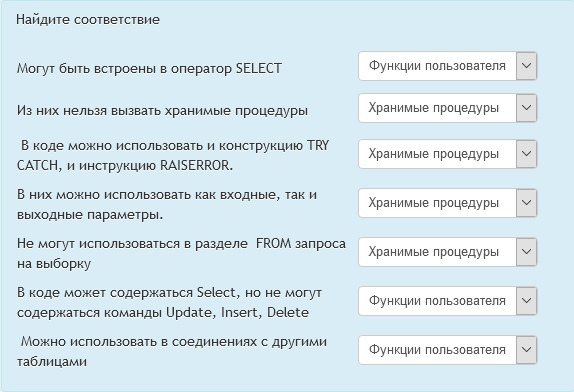 Найдите соответствие
Могут быть встроены в оператор SELECT
Функции пользователя
Из них нельзя вызвать хранимые процедуры
Хранимые процедуры
В коде можно использовать и конструкцию TRY
CATCH, и инструкцию RAISERROR.
Хранимые процедуры
В них можно использовать как входные, так и
выходные параметры.
Хранимые процедуры
Не могут использоваться в разделе FROM запроса
на выборку
Хранимые процедуры
В коде может содержаться Select, но не могут
содержаться команды Update, Insert, Delete
Функции пользователя
Можно использовать в соединениях с другими
таблицами
Функции пользователя